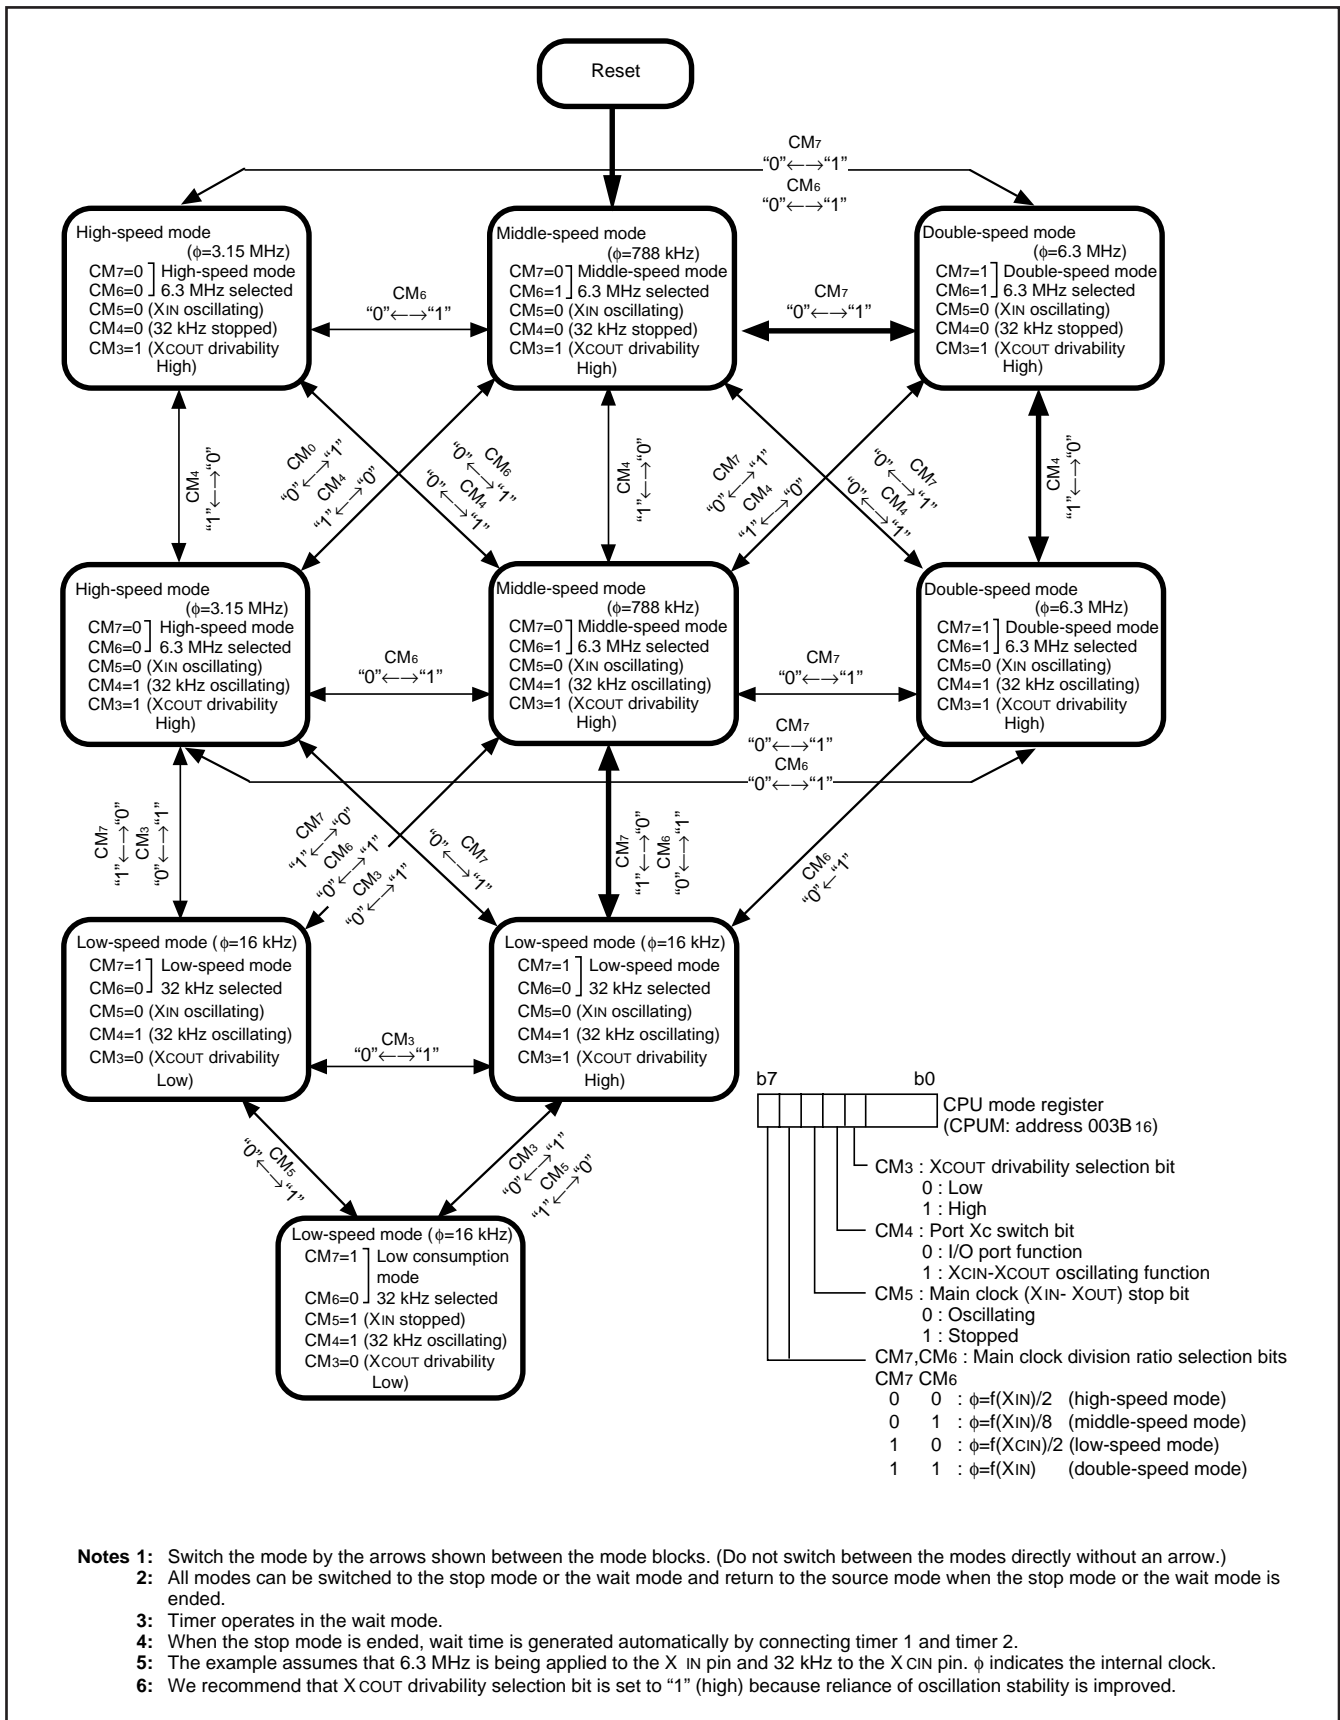 Reset
CM7
“0”←→“1”
CM6
“0”←→“1”
High-speed mode
(ϕ=3.15 MHz)
CM7=0 High-speed mode
CM6=0 6.3 MHz selected
CM5=0 (XIN oscillating)
CM4=0 (32 kHz stopped)
CM3=1 (XCOUT drivability
High)
CM6
“0”←→“1”
Middle-speed mode
(ϕ=788 kHz)
CM7=0 Middle-speed mode
CM6=1 6.3 MHz selected
CM5=0 (XIN oscillating)
CM4=0 (32 kHz stopped)
CM3=1 (XCOUT drivability
High)
CM7
“0”←→“1”
Double-speed mode
(ϕ=6.3 MHz)
CM7=1 Double-speed mode
CM6=1 6.3 MHz selected
CM5=0 (XIN oscillating)
CM4=0 (32 kHz stopped)
CM3=1 (XCOUT drivability
High)
CM4
“1”←→“0”
CM0
“0”←→“1”
CM4
“1”←→“0”
CM6
“0”←→“1”
CM4
“0”←→“1”
CM4
“1”←→“0”
CM7
“0”←→“1”
CM4
“1”←→“0”
CM7
“0”←→“1”
CM4
“0”←→“1”
CM4
“1”←→“0”
High-speed mode
(ϕ=3.15 MHz)
CM7=0 High-speed mode
CM6=0 6.3 MHz selected
CM5=0 (XIN oscillating)
CM4=1 (32 kHz oscillating)
CM3=1 (XCOUT drivability
High)
CM6
“0”←→“1”
Middle-speed mode
(ϕ=788 kHz)
CM7=0 Middle-speed mode
CM6=1 6.3 MHz selected
CM5=0 (XIN oscillating)
CM4=1 (32 kHz oscillating)
CM3=1 (XCOUT drivability
High)
CM7
“0”←→“1”
Double-speed mode
(ϕ=6.3 MHz)
CM7=1 Double-speed mode
CM6=1 6.3 MHz selected
CM5=0 (XIN oscillating)
CM4=1 (32 kHz oscillating)
CM3=1 (XCOUT drivability
High)
CM7
“0”←→“1”
CM6
“0”←→“1”
CM7
“1”←→“0”
CM3
“0”←→“1”
CM7
“1”←→“0”
CM6
“0”←→“1”
CM3
“0”←→“1”
CM7
“0”←→“1”
CM7
“1”←→“0”
CM6
“0”←→“1”
CM6
“0”←“1”
Low-speed mode (ϕ=16 kHz)
CM7=1 Low-speed mode
CM6=0 32 kHz selected
CM5=0 (XIN oscillating)
CM4=1 (32 kHz oscillating)
CM3=0 (XCOUT drivability
Low)
CM3
“0”←→“1”
Low-speed mode (ϕ=16 kHz)
CM7=1 Low-speed mode
CM6=0 32 kHz selected
CM5=0 (XIN oscillating)
CM4=1 (32 kHz oscillating)
CM3=1 (XCOUT drivability
High)
CM5
“0”←→“1”
CM3
“0”←→“1”
CM5
“1”←→“0”
Low-speed mode (ϕ=16 kHz)
CM7=1 Low consumption
mode
CM6=0 32 kHz selected
CM5=1 (XIN stopped)
CM4=1 (32 kHz oscillating)
CM3=0 (XCOUT drivability
Low)
b7 b0
CPU mode register
(CPUM: address 003B16)
CM3 : XCOUT drivability selection bit
0 : Low
1 : High
CM4 : Port Xc switch bit
0 : I/O port function
1 : XCIN-XCOUT oscillating function
CM5 : Main clock (XIN- XOUT) stop bit
0 : Oscillating
1 : Stopped
CM7,CM6 : Main clock division ratio selection bits
CM7 CM6
0 0 : ϕ=f(XIN)/2 (high-speed mode)
0 1 : ϕ=f(XIN)/8 (middle-speed mode)
1 0 : ϕ=f(XCIN)/2 (low-speed mode)
1 1 : ϕ=f(XIN) (double-speed mode)
Notes 1: Switch the mode by the arrows shown between the mode blocks. (Do not switch between the modes directly without an arrow.)
2: All modes can be switched to the stop mode or the wait mode and return to the source mode when the stop mode or the wait mode is
ended.
3: Timer operates in the wait mode.
4: When the stop mode is ended, wait time is generated automatically by connecting timer 1 and timer 2.
5: The example assumes that 6.3 MHz is being applied to the X IN pin and 32 kHz to the X CIN pin. ϕ indicates the internal clock.
6: We recommend that X COUT drivability selection bit is set to “1” (high) because reliance of oscillation stability is improved.